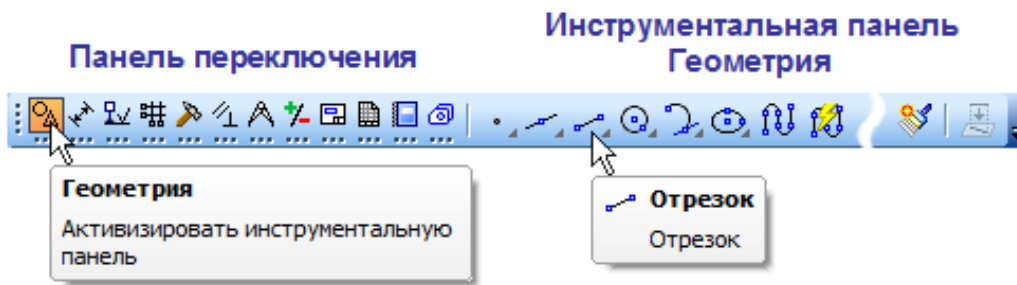 Инструментальная панель
Геометрия
Панель переключения
Геометрия
Активизировать инструментальную
панель
Отрезок
Отрезок